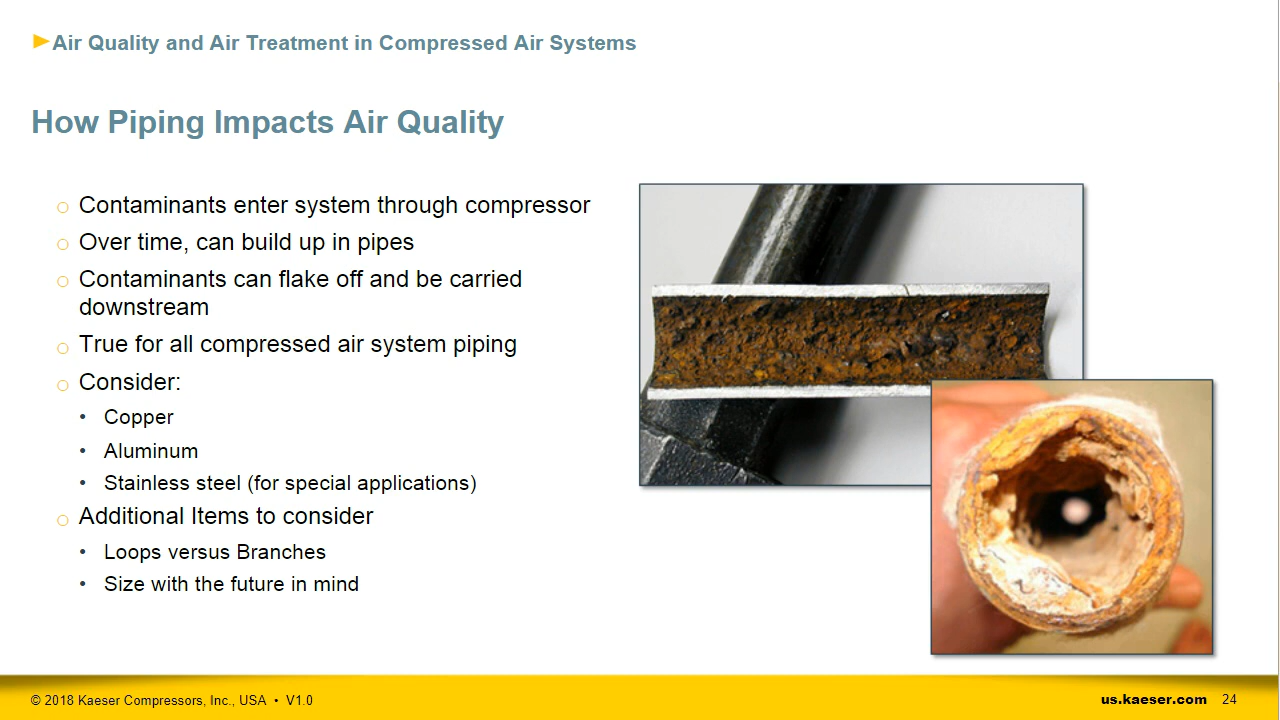 Air Quality and Air Treatment in Compressed Air Systems
How Piping Impacts Air Quality
Contaminants enter system through compressor
Over time, can build up in pipes
Contaminants can flake off and be carried
downstream
True for all compressed air system piping
Consider:
• Copper
• Aluminum
• Stainless steel (for special applications)
Additional Items to consider
• Loops versus Branches
• Size with the future in mind
© 2018 Kaeser Compressors, Inc., USA • V1.0
us.kaeser.com 24